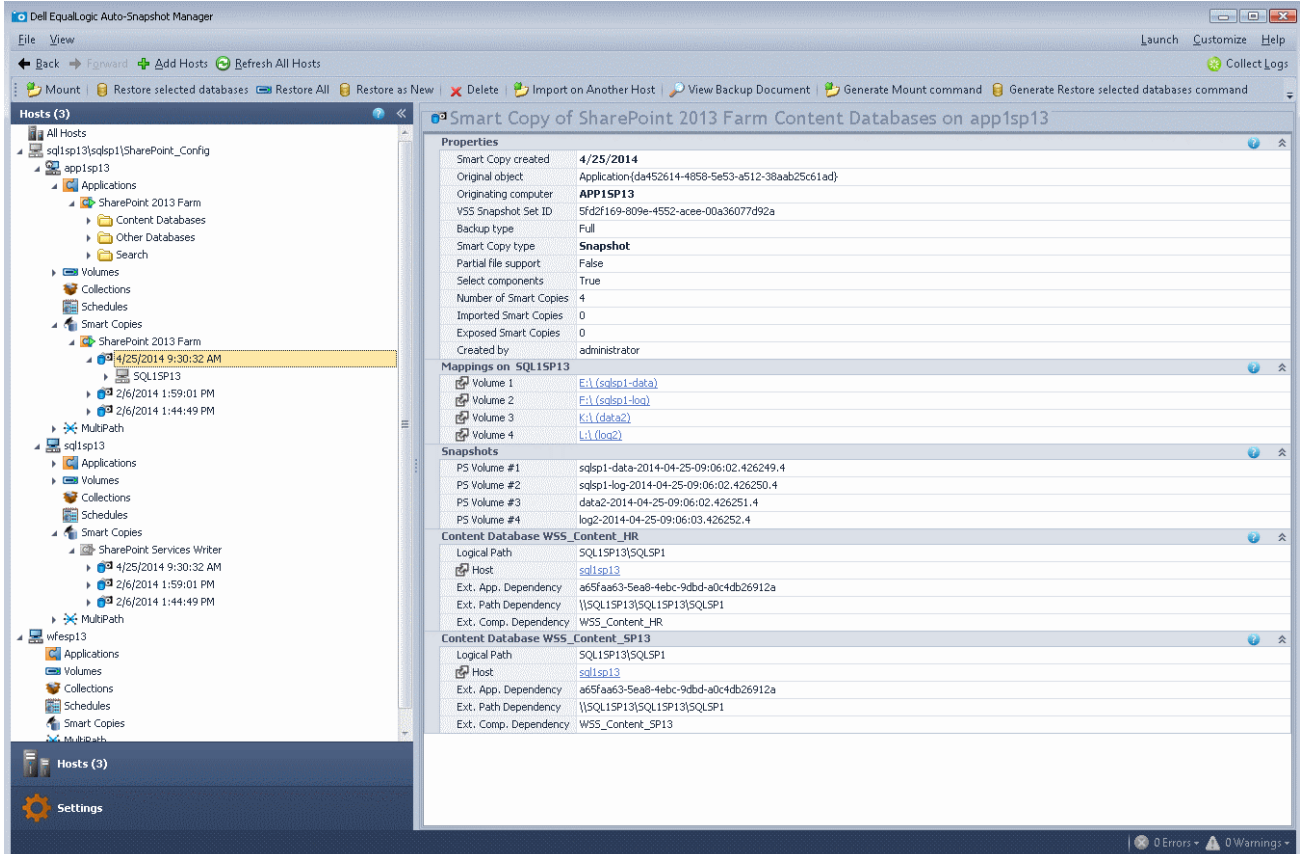 Dell EqualLogic Auto-Snapshot Manager
File View Launch Customize Help
Back Forward Add Hosts Refresh All Hosts Collect Logs
Mount Restore selected databases Restore All Restore as New Delete Import on Another Host View Backup Document Generate Mount command Generate Restore selected databases command
Hosts (3)
All Hosts
sql1sp13\sqlsp1\SharePoint_Config
app1sp13
Applications
SharePoint 2013 Farm
Content Databases
Other Databases
Search
Volumes
Collections
Schedules
Smart Copies
SharePoint 2013 Farm
4/25/2014 9:30:32 AM
SQL1SP13
2/6/2014 1:59:01 PM
2/6/2014 1:44:49 PM
MultiPath
sql1sp13
Applications
Volumes
Collections
Schedules
Smart Copies
SharePoint Services Writer
4/25/2014 9:30:32 AM
2/6/2014 1:59:01 PM
2/6/2014 1:44:49 PM
MultiPath
wfesp13
Applications
Volumes
Collections
Schedules
Smart Copies
MultiPath
Hosts (3)
Settings
Smart Copy of SharePoint 2013 Farm Content Databases on app1sp13
Properties
Smart Copy created 4/25/2014
Original object Application{da452614-4858-5e53-a512-38aab25c61ad}
Originating computer APP1SP13
VSS Snapshot Set ID 5fd2f169-809e-4552-acee-00a36077d92a
Backup type Full
Smart Copy type Snapshot
Partial file support False
Select components True
Number of Smart Copies 4
Imported Smart Copies 0
Exposed Smart Copies 0
Created by administrator
Mappings on SQL1SP13
Volume 1 E:\ (sqlsp1-data)
Volume 2 F:\ (sqlsp1-log)
Volume 3 K:\ (data2)
Volume 4 L:\ (log2)
Snapshots
PS Volume #1 sqlsp1-data-2014-04-25-09:06:02.426249.4
PS Volume #2 sqlsp1-log-2014-04-25-09:06:02.426250.4
PS Volume #3 data2-2014-04-25-09:06:02.426251.4
PS Volume #4 log2-2014-04-25-09:06:03.426252.4
Content Database WSS_Content_HR
Logical Path SQL1SP13\SQLSP1
Host sql1sp13
Ext. App. Dependency a65faa63-5ea8-4ebc-9dbd-a0c4db26912a
Ext. Path Dependency \\SQL1SP13\SQL1SP13\SQLSP1
Ext. Comp. Dependency WSS_Content_HR
Content Database WSS_Content_SP13
Logical Path SQL1SP13\SQLSP1
Host sql1sp13
Ext. App. Dependency a65faa63-5ea8-4ebc-9dbd-a0c4db26912a
Ext. Path Dependency \\SQL1SP13\SQL1SP13\SQLSP1
Ext. Comp. Dependency WSS_Content_SP13
0 Errors 0 Warnings